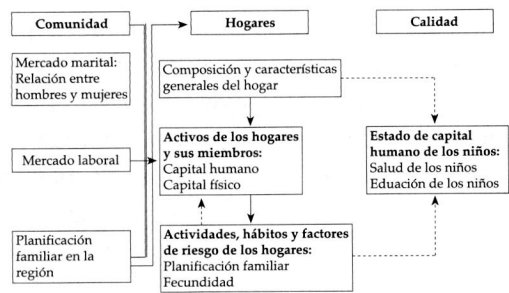 Comunidad
Hogares
Calidad
Mercado marital:
Relación entre
hombres y mujeres
Composición y características
generales del hogar
Mercado laboral
Activos de los hogares
y sus miembros:
Capital humano
Capital físico
Estado de capital
humano de los niños:
Salud de los niños
Eduación de los niños
Planificación
familiar en la
región
Actividades, hábitos y factores
de riesgo de los hogares:
Planificación familiar
Fecundidad